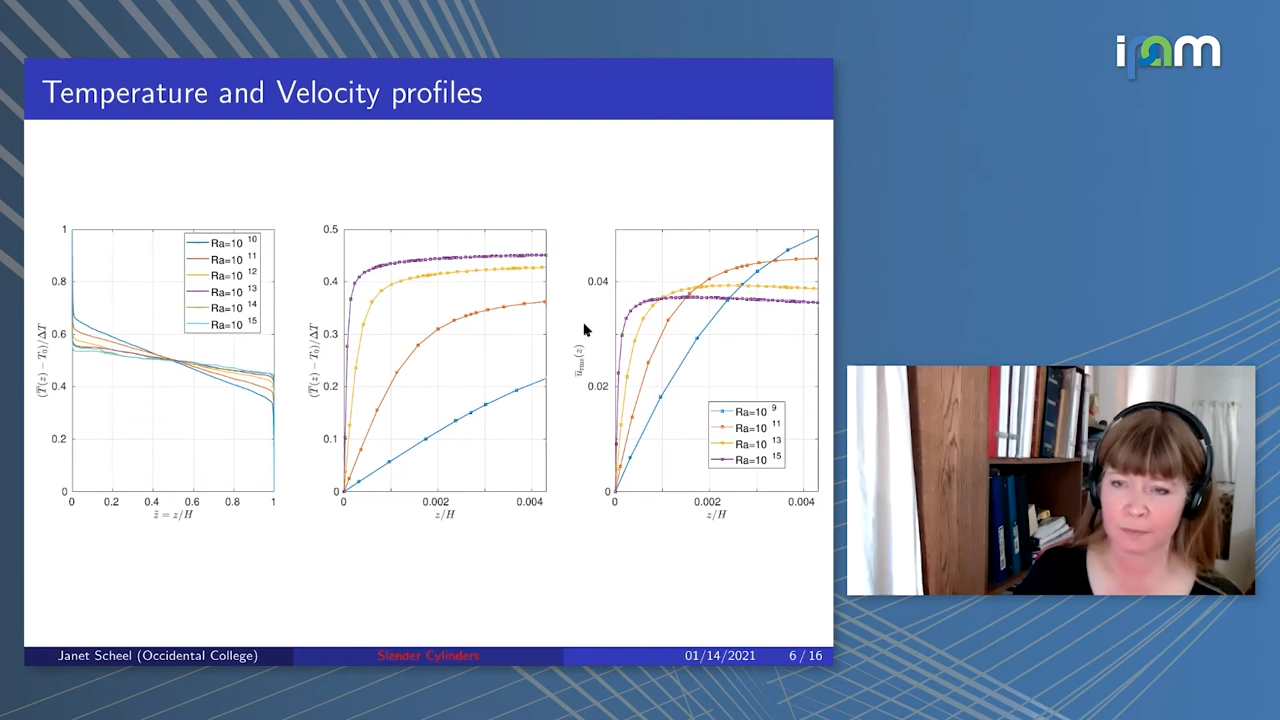 ipam
Temperature and Velocity profiles
1
0.8
0.6
0.4
0.2
0
0 0.2 0.4 0.6 0.8 1
z̃ = z/H
(T̄(z) − T₀)/ΔT
Ra=10 10
Ra=10 11
Ra=10 12
Ra=10 13
Ra=10 14
Ra=10 15
0.5
0.4
0.3
0.2
0.1
0
0 0.002 0.004
z/H
(T̄(z) − T₀)/ΔT
0.04
0.02
0
0 0.002 0.004
z/H
ũrms(z)
Ra=10 9
Ra=10 11
Ra=10 13
Ra=10 15
Janet Scheel (Occidental College)
Slender Cylinders
01/14/2021
6 / 16